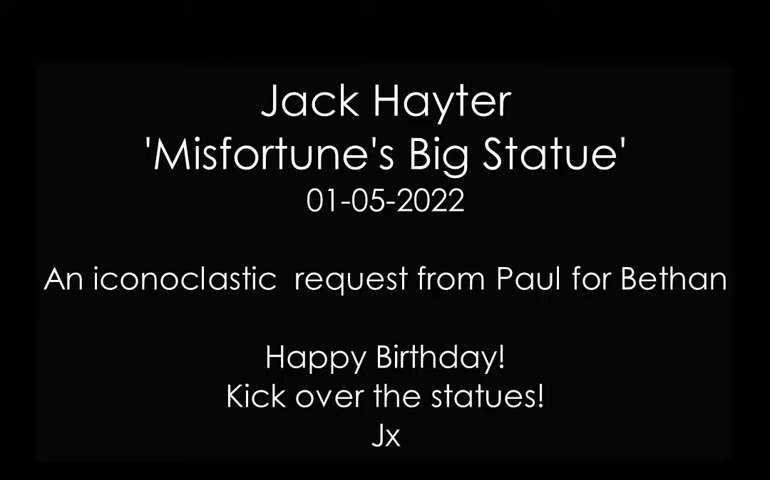 Jack Hayter
'Misfortune's Big Statue'
01-05-2022
An iconoclastic  request from Paul for Bethan
Happy Birthday!
Kick over the statues!
Jx